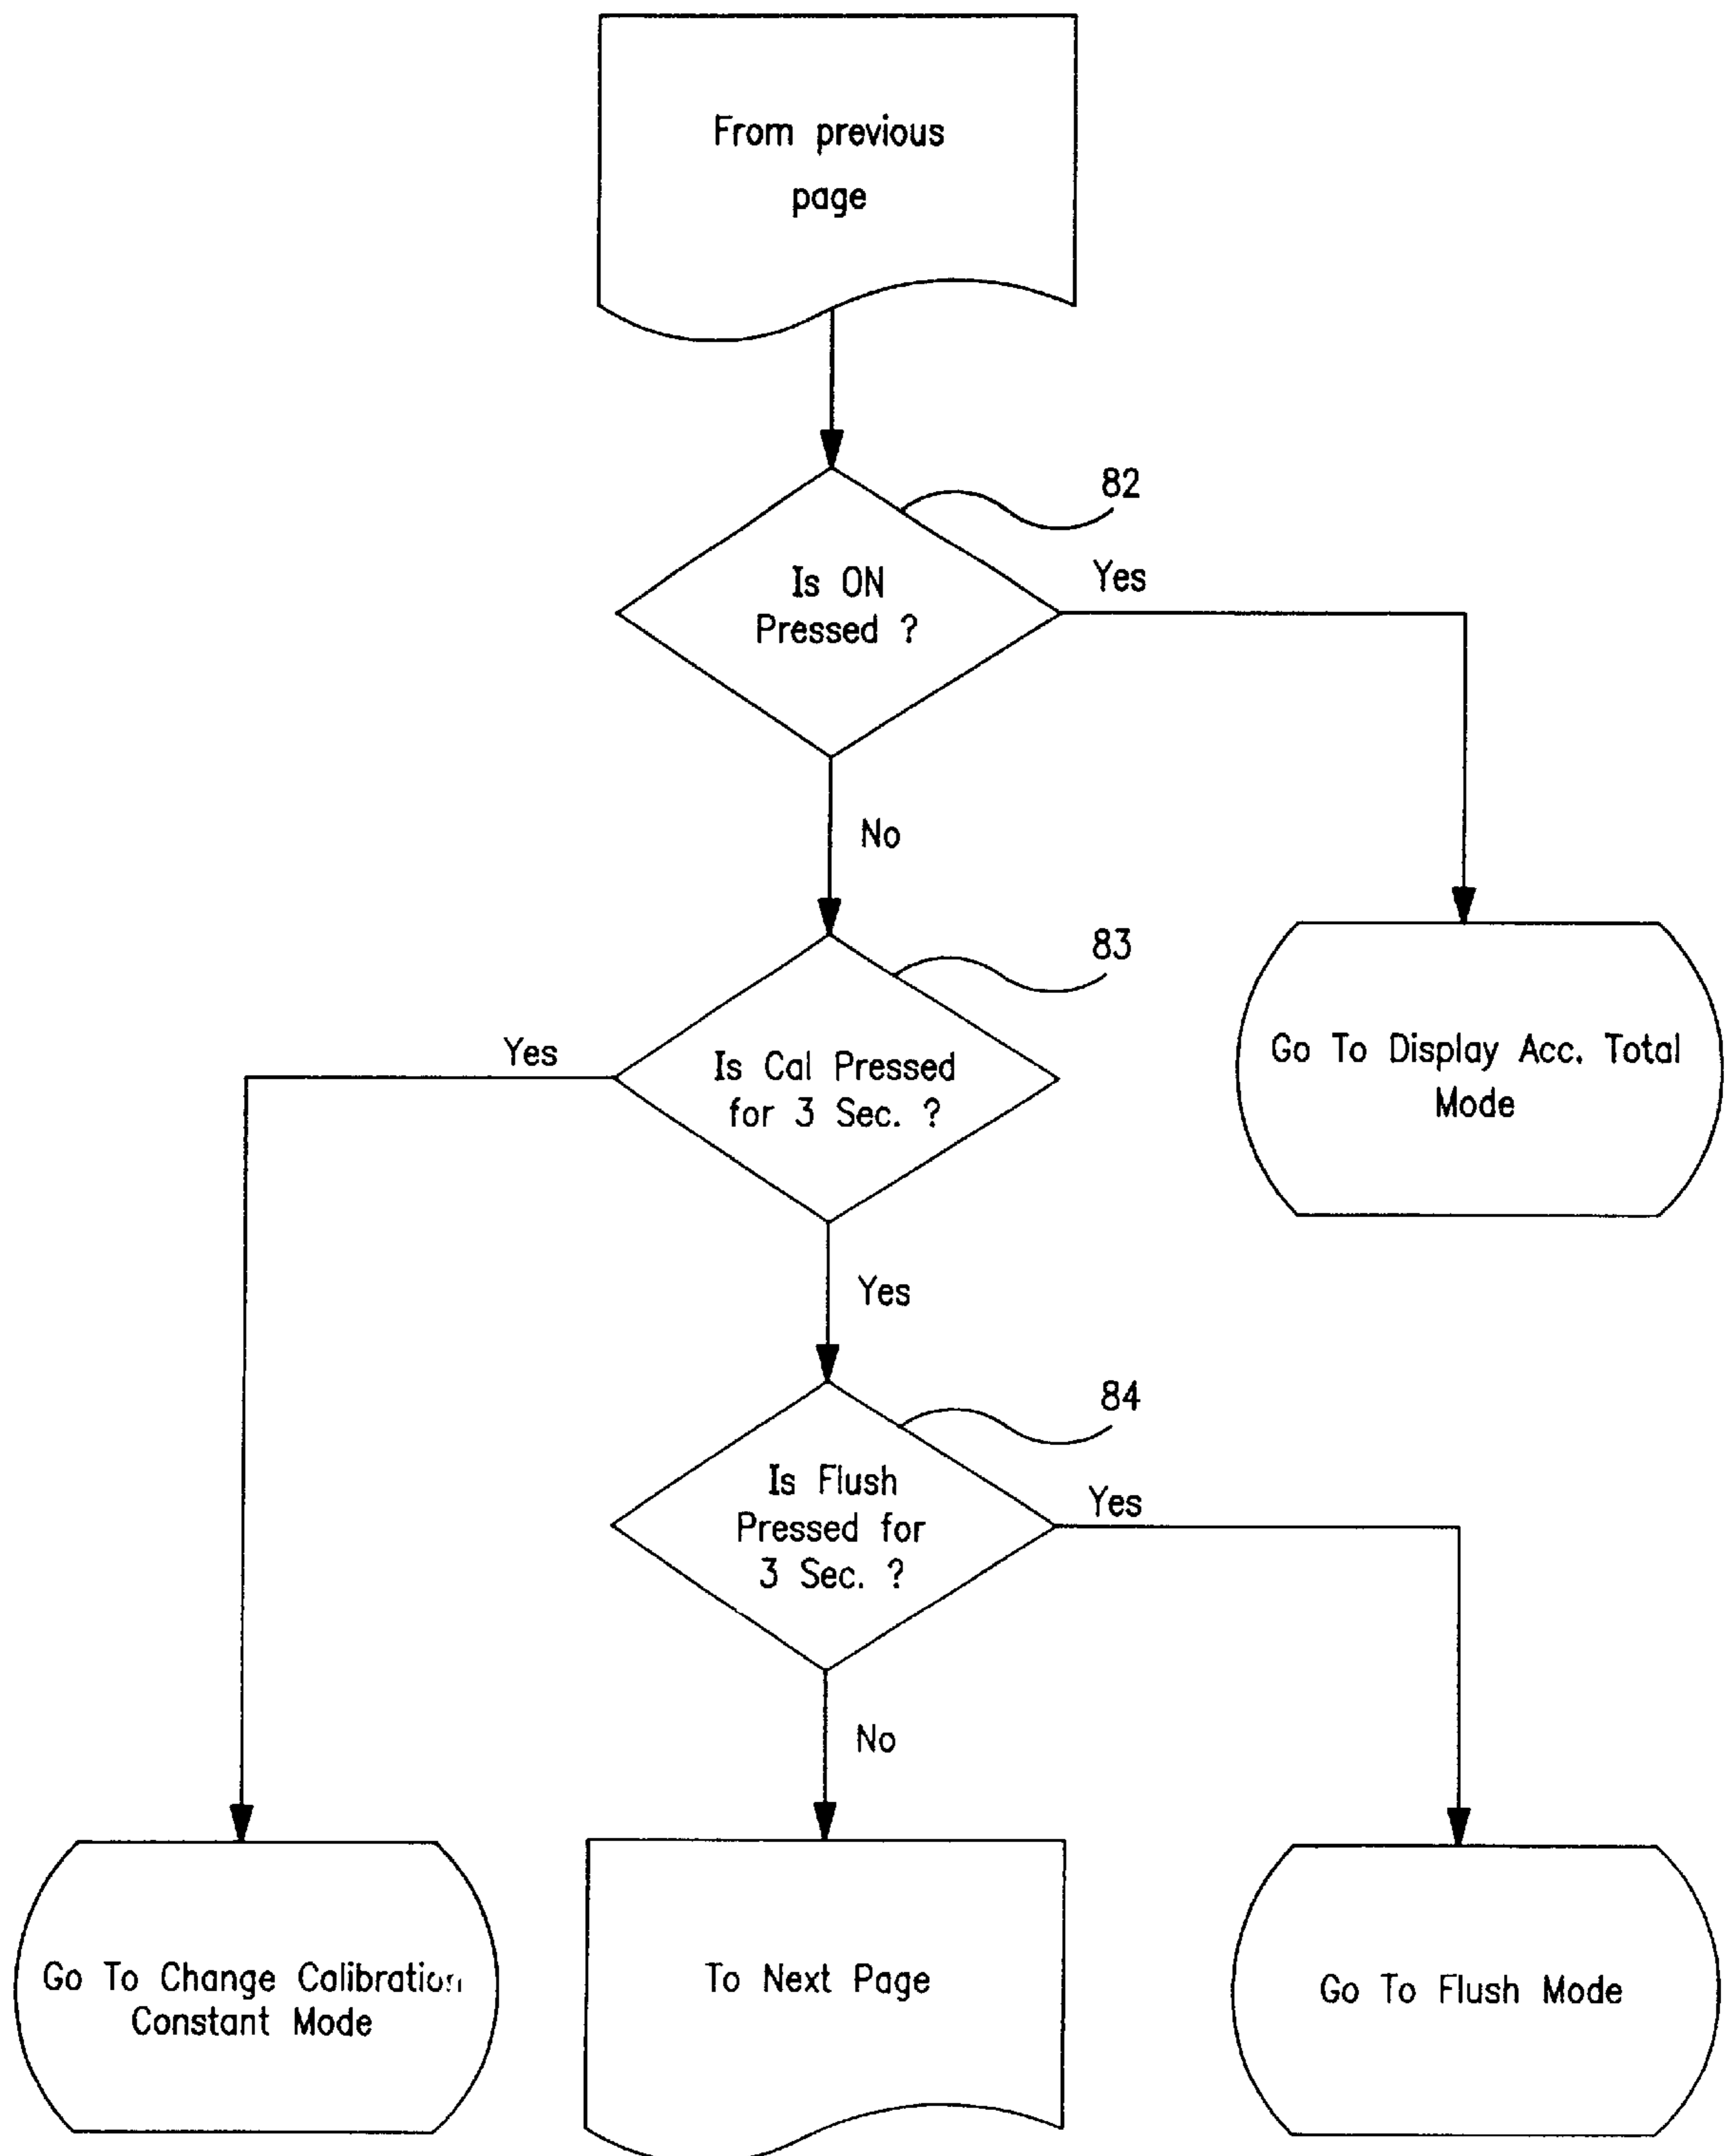 From previous
page
82
Is ON
Pressed ?
Yes
No
83
Yes
Is Cal Pressed
for 3 Sec. ?
Go To Display Acc. Total
Mode
Yes
84
Is Flush
Pressed for
3 Sec. ?
Yes
No
Go To Change Calibration
Constant Mode
To Next Page
Go To Flush Mode